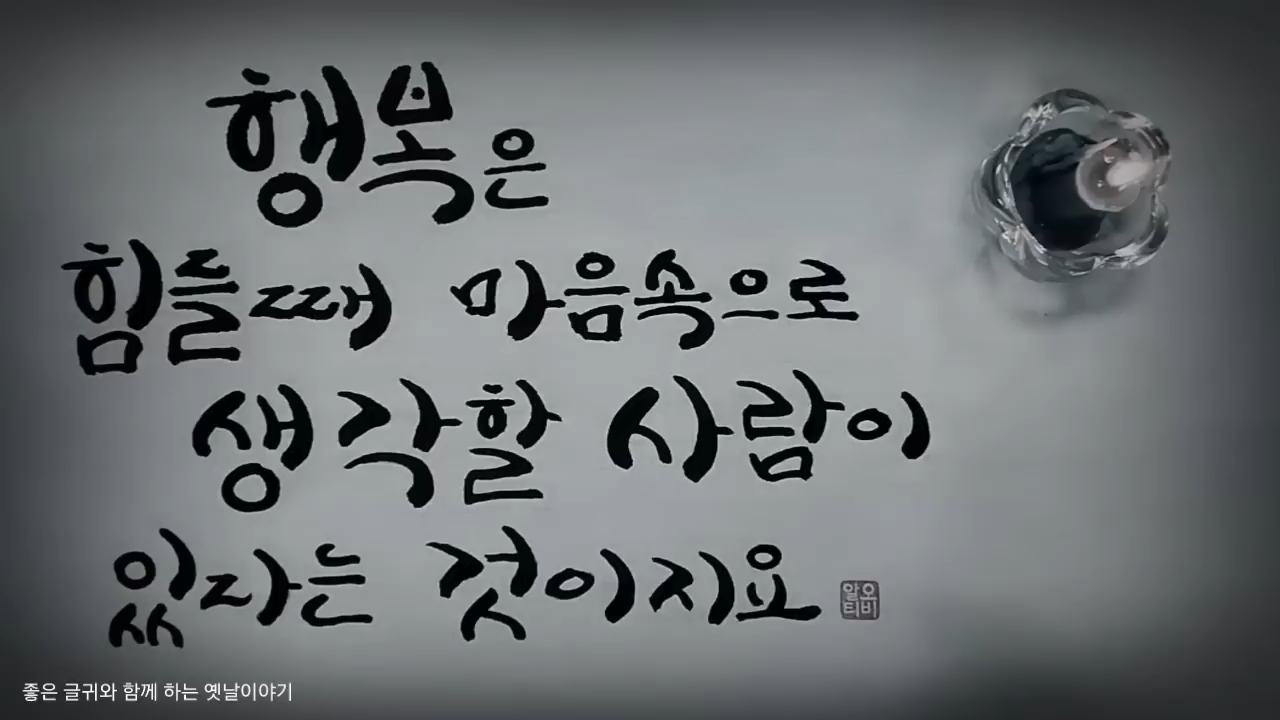 행복은
힘들때 마음속으로
생각할 사람이
있다는 것이지요
알오
티비
좋은 글귀와 함께 하는 옛날이야기